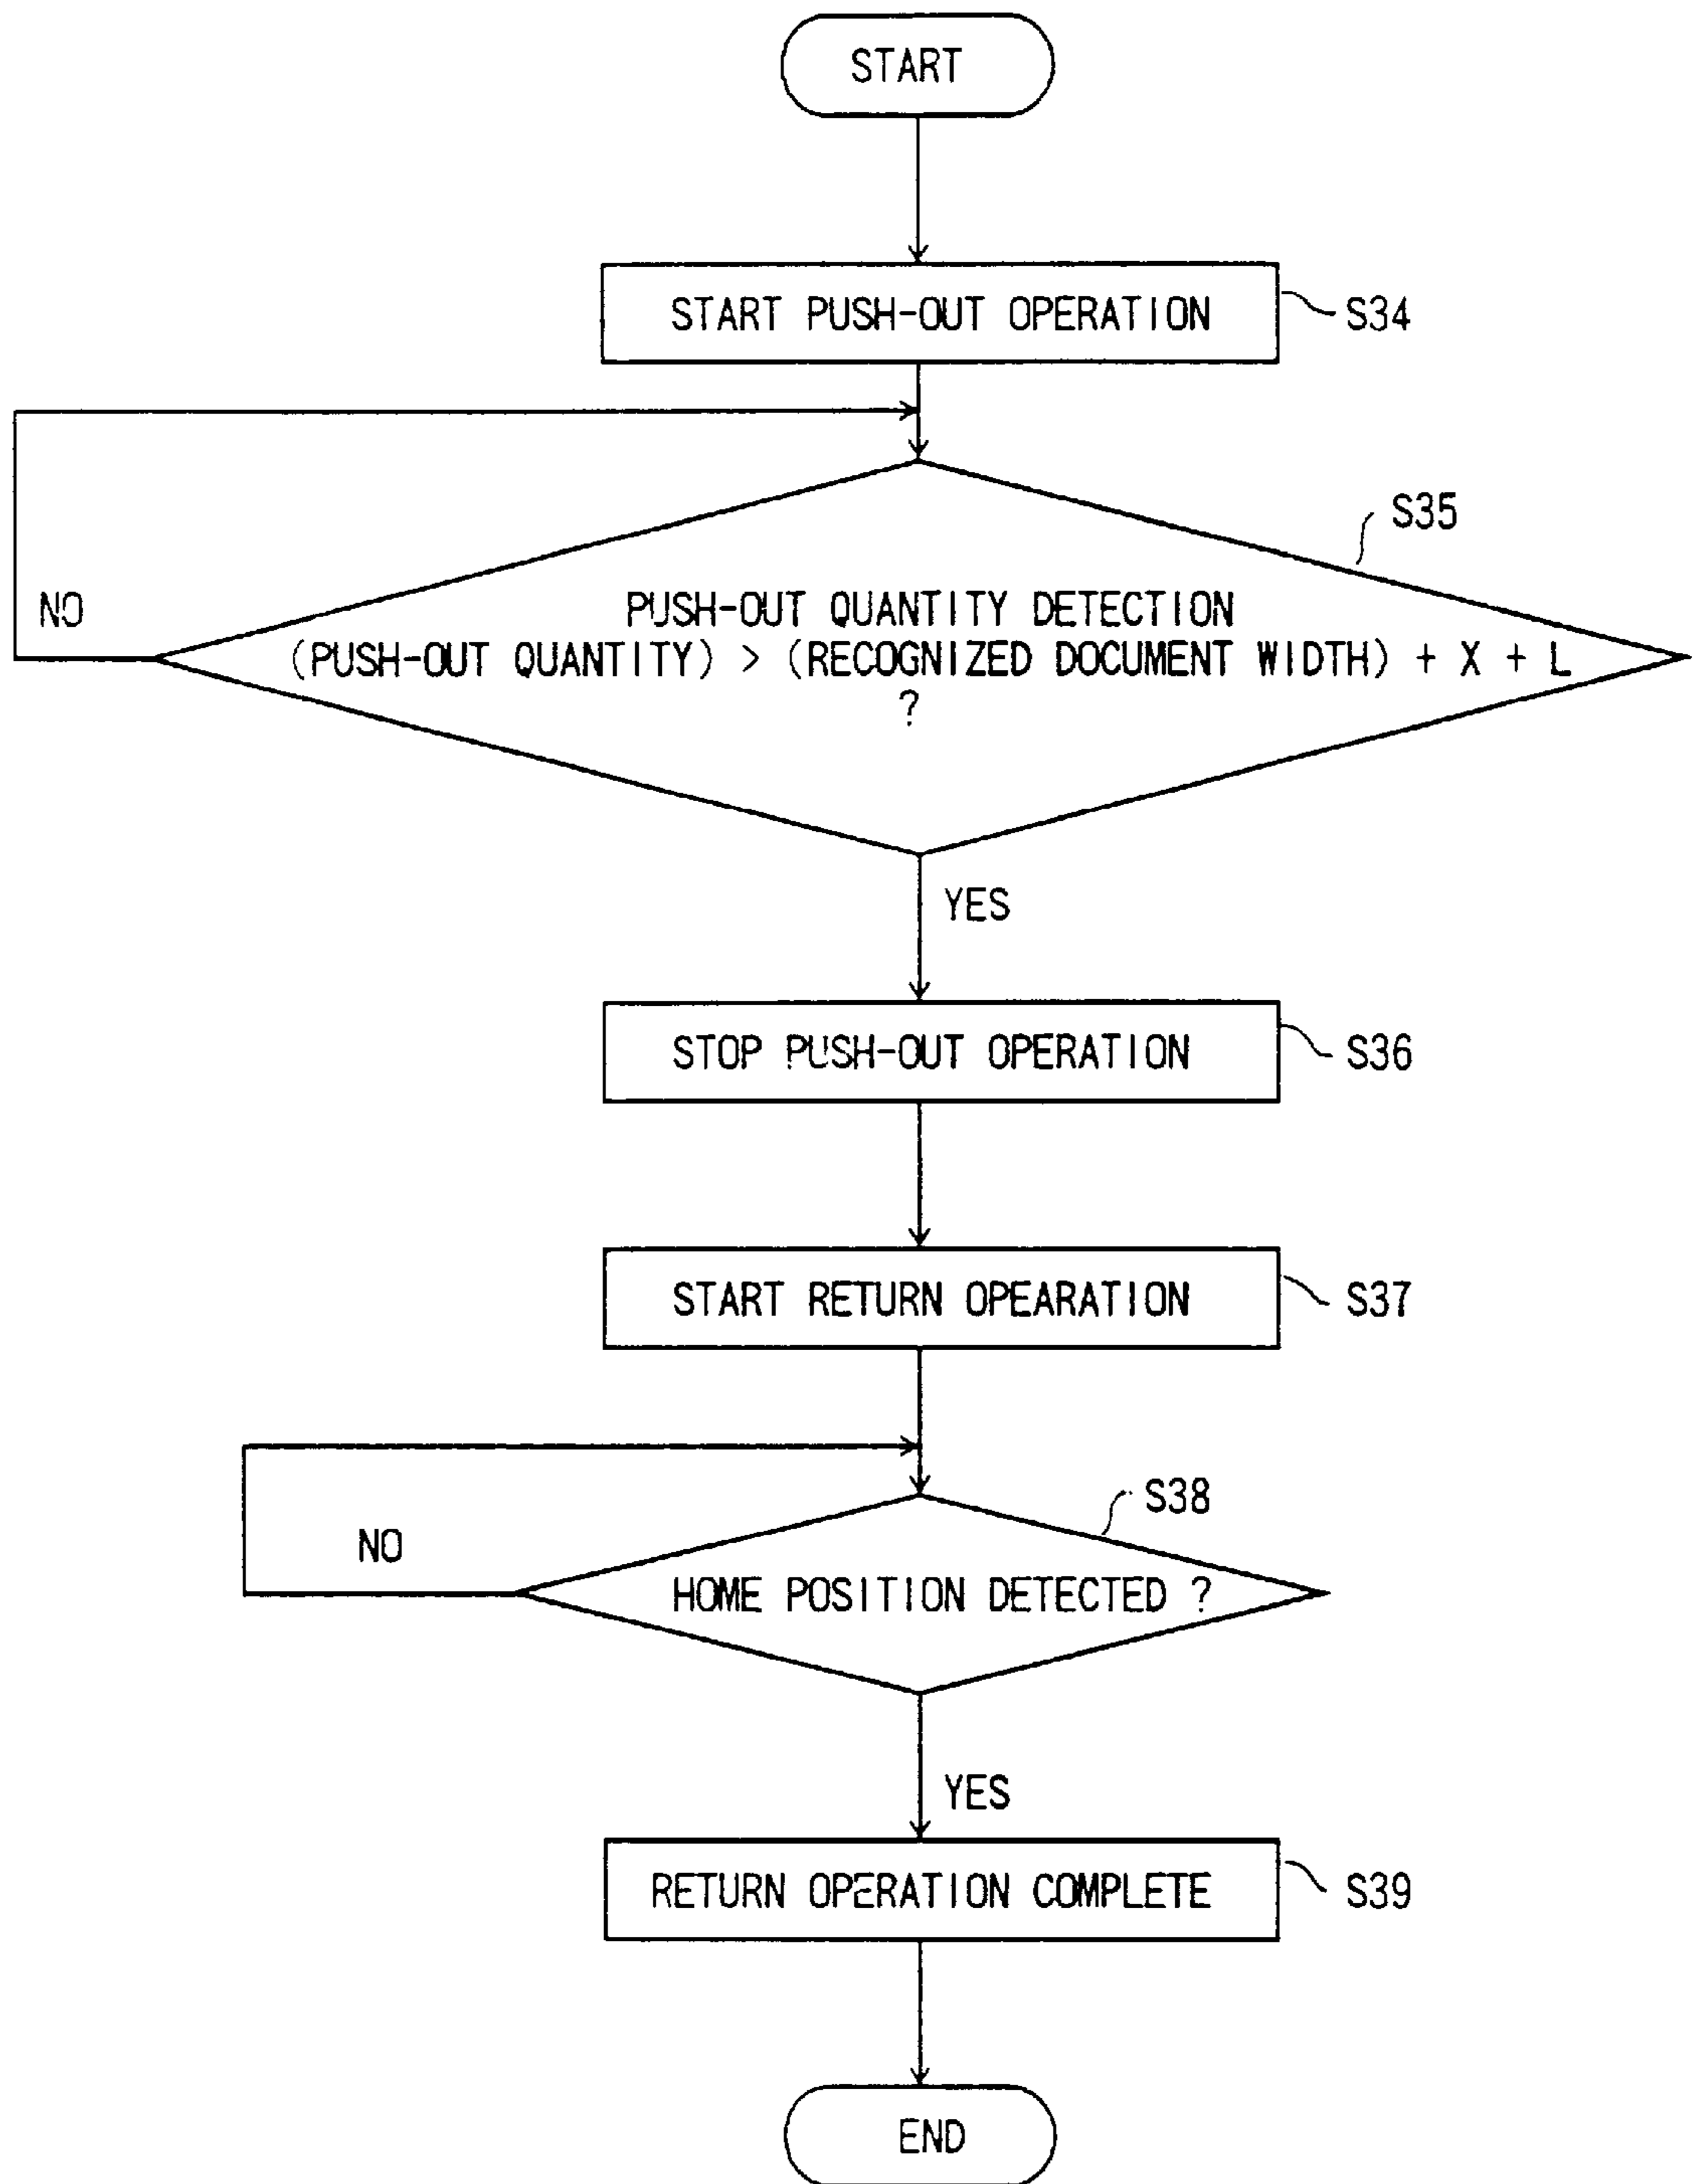 START
START PUSH-OUT OPERATION
S34
S35
NO
PUSH-OUT QUANTITY DETECTION
(PUSH-OUT QUANTITY) > (RECOGNIZED DOCUMENT WIDTH) + X + L
?
YES
STOP PUSH-OUT OPERATION
S36
START RETURN OPEARATION
S37
S38
NO
HOME POSITION DETECTED ?
YES
RETURN OPERATION COMPLETE
S39
END